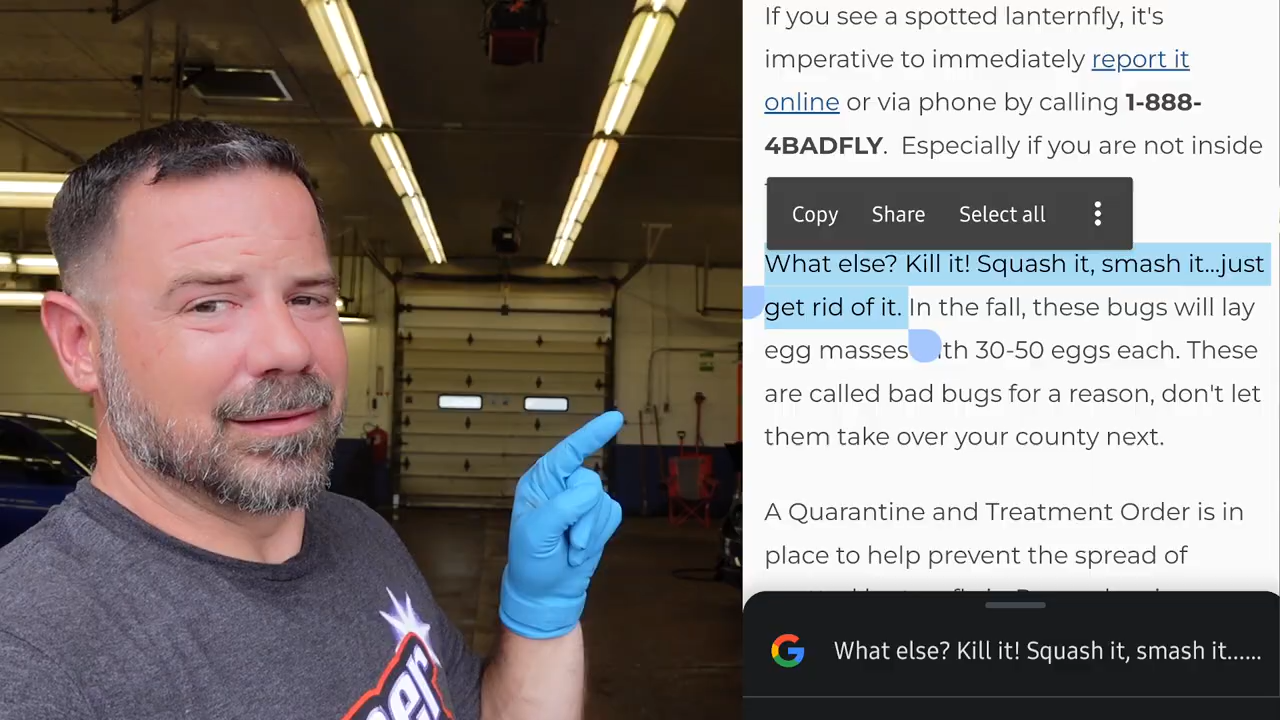 If you see a spotted lanternfly, it's
imperative to immediately report it
online or via phone by calling 1-888-
4BADFLY. Especially if you are not inside
Copy Share Select all
What else? Kill it! Squash it, smash it...just
get rid of it. In the fall, these bugs will lay
egg masses 30-50 eggs each. These
are called bad bugs for a reason, don't let
them take over your county next.
A Quarantine and Treatment Order is in
place to help prevent the spread of
What else? Kill it! Squash it, smash it......